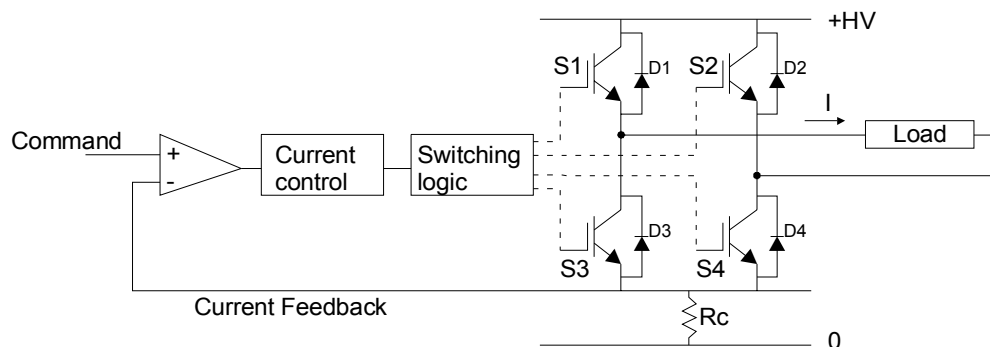 +HV
S1
D1
S2
D2
I
Load
Command
+
-
Current
control
Switching
logic
D3
D4
S3
S4
Current Feedback
Rc
0